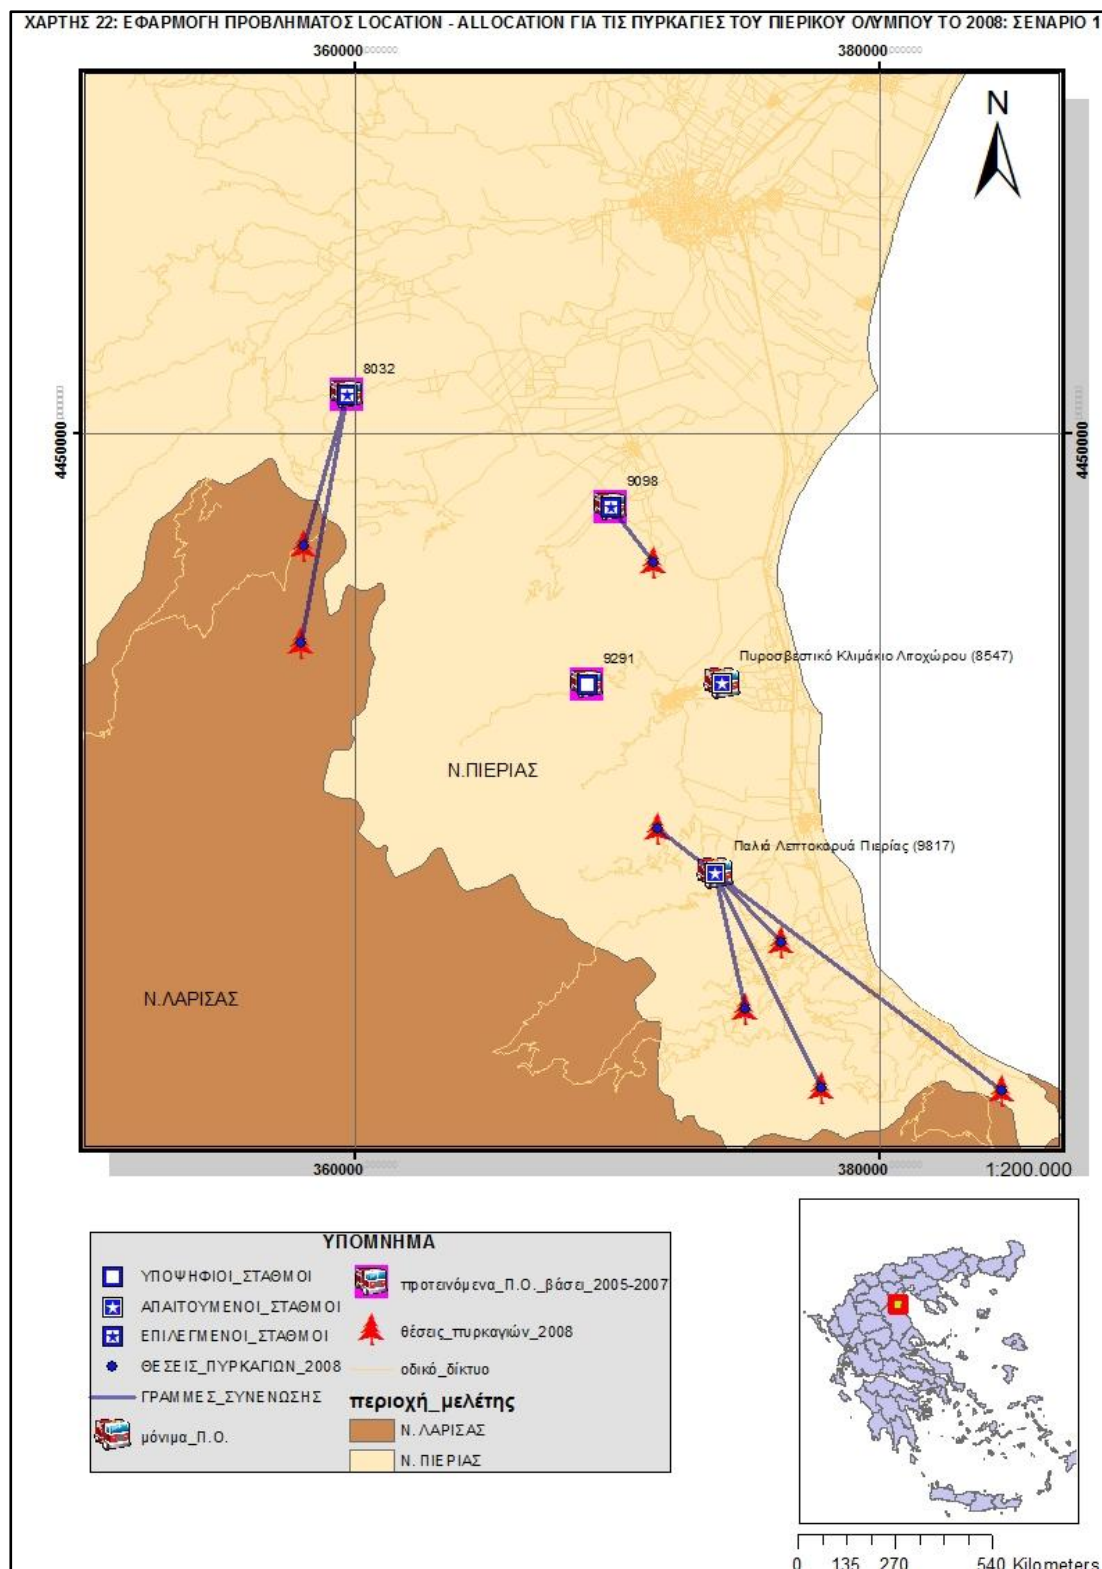 ΧΑΡΤΗΣ 22: ΕΦΑΡΜΟΓΗ ΠΡΟΒΛΗΜΑΤΟΣ LOCATION - ALLOCATION ΓΙΑ ΤΙΣ ΠΥΡΚΑΓΙΕΣ ΤΟΥ ΠΙΕΡΙΚΟΥ ΟΛΥΜΠΟΥ ΤΟ 2008: ΣΕΝΑΡΙΟ 1
360000 380000
N
8032
4450000 4450000
9098
9291
Πυροσβεστικό Κλιμάκιο Λιτοχώρου (8547)
Ν.ΠΙΕΡΙΑΣ
Παλιά Λεπτοκαρυά Πιερίας (9817)
Ν.ΛΑΡΙΣΑΣ
360000 380000
1:200.000
ΥΠΟΜΝΗΜΑ
ΥΠΟΨΗΦΙΟΙ_ΣΤΑΘΜΟΙ
ΑΠΑΙΤΟΥΜΕΝΟΙ_ΣΤΑΘΜΟΙ
ΕΠΙΛΕΓΜΕΝΟΙ_ΣΤΑΘΜΟΙ
ΘΕΣΕΙΣ_ΠΥΡΚΑΓΙΩΝ_2008
ΓΡΑΜΜΕΣ_ΣΥΝΕΝΩΣΗΣ
μόνιμα_Π.Ο.
προτεινόμενα_Π.Ο._βάσει_2005-2007
θέσεις_πυρκαγιών_2008
οδικό_δίκτυο
περιοχή_μελέτης
Ν. ΛΑΡΙΣΑΣ
Ν. ΠΙΕΡΙΑΣ
0 135 270 540 Kilometers